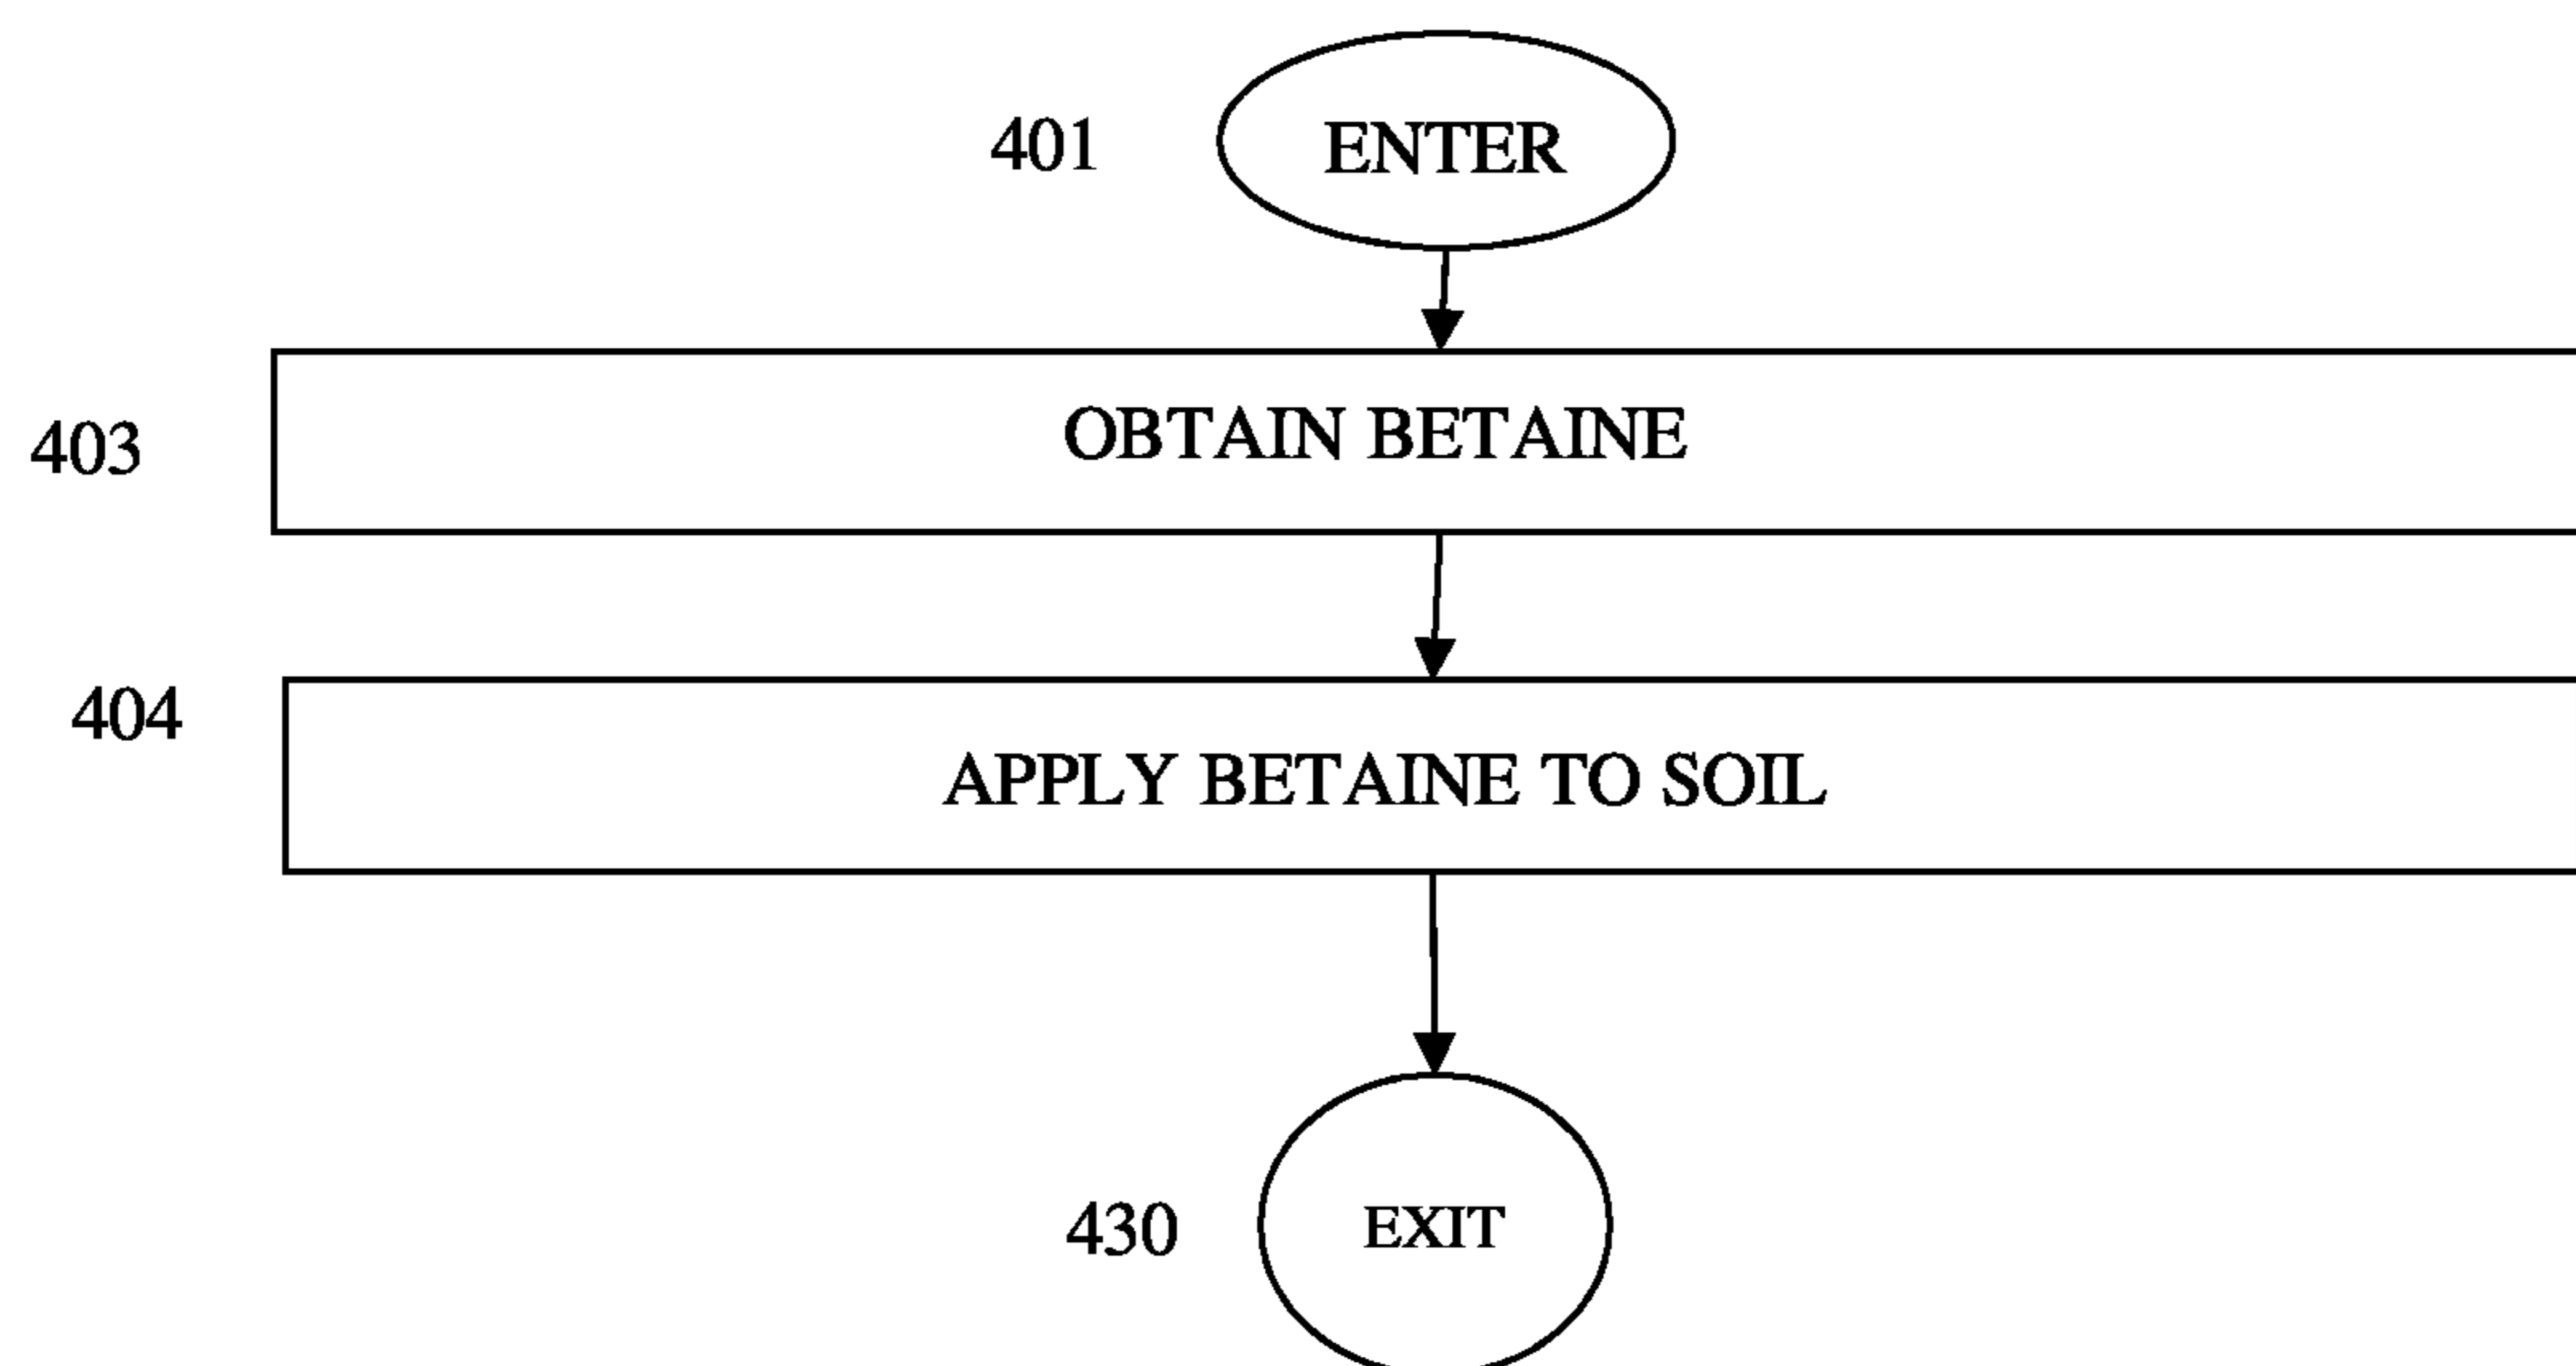 401 ENTER
403 OBTAIN BETAINE
404 APPLY BETAINE TO SOIL
430 EXIT